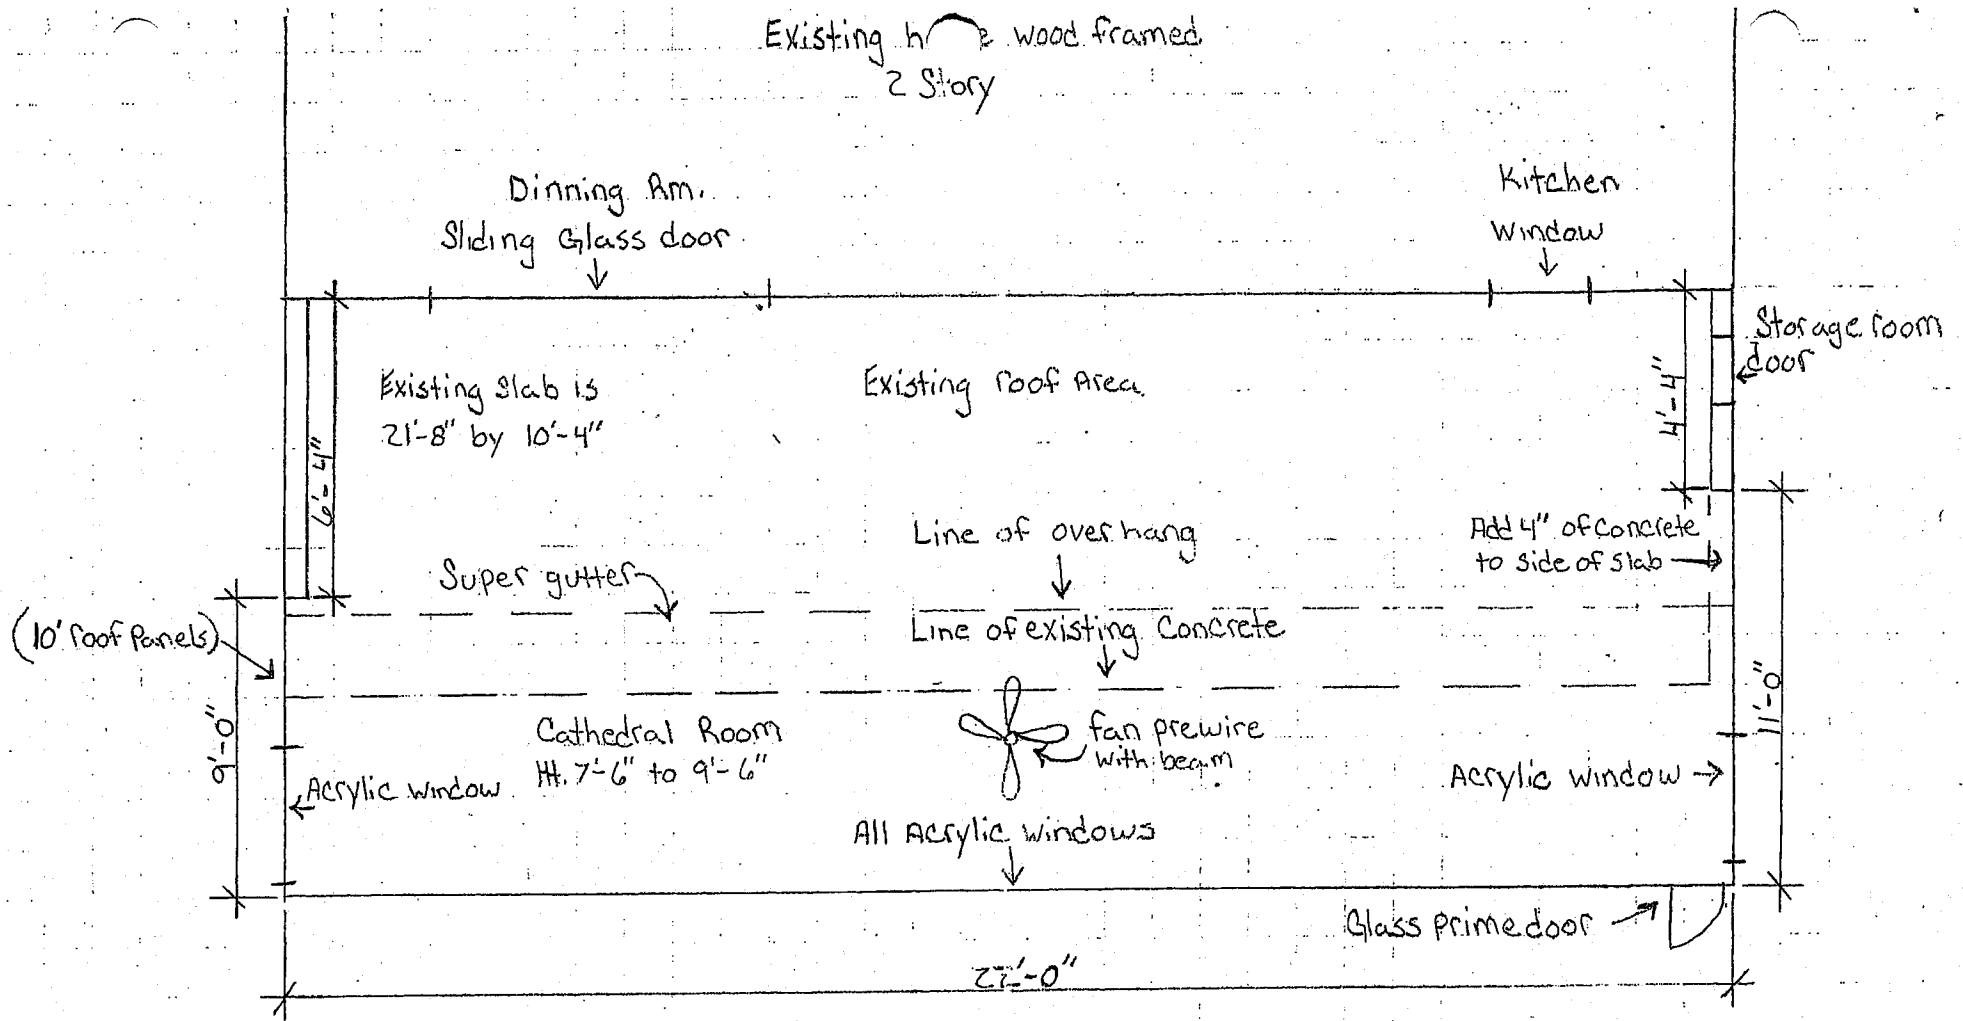 Existing h e wood framed
2 Story
Dinning Rm.
Sliding Glass door
Kitchen
Window
Storage room
door
Existing Slab is
21'-8" by 10'-4"
Existing roof Area
6'-4"
4'-4"
Line of overhang
Add 4" of Concrete
to side of slab
Super gutter
(10' roof Panels)
Line of existing Concrete
9'-0"
11'-0"
Cathedral Room
Ht. 7'-6" to 9'-6"
fan prewire
with beam
Acrylic window
Acrylic window
All Acrylic windows
Glass prime door
22'-0"